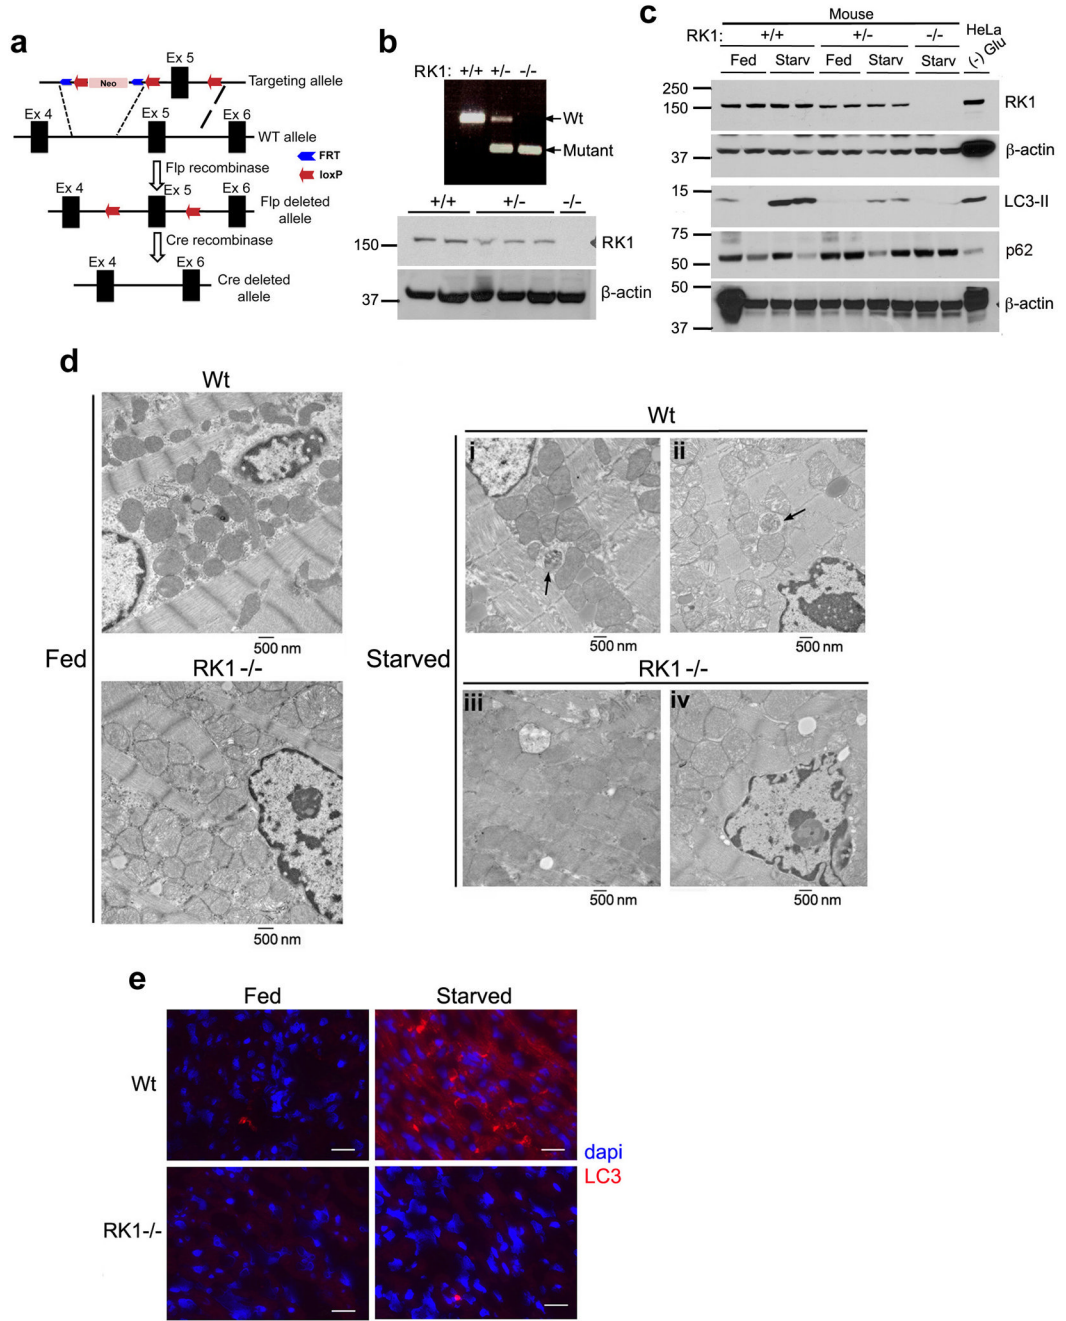 a
Ex 5
Neo
Targeting allele
Ex 4 Ex 5 Ex 6
WT allele
FRT
loxP
Flp recombinase
Ex 4 Ex 5 Ex 6
Flp deleted
allele
Cre recombinase
Ex 4 Ex 6
Cre deleted
allele
b
RK1: +/+ +/- -/-
Wt
Mutant
+/+ +/- -/-
150 RK1
37 β-actin
c
Mouse
RK1: +/+ +/- -/- HeLa
(-) Glu
Fed Starv Fed Starv Starv
250
150 RK1
37 β-actin
15 LC3-II
75
50 p62
50 β-actin
37
d
Wt
500 nm
Fed
RK1 -/-
500 nm
Starved
Wt
i ii
500 nm 500 nm
RK1 -/-
iii iv
500 nm 500 nm
e
Fed Starved
Wt
dapi
LC3
RK1-/-